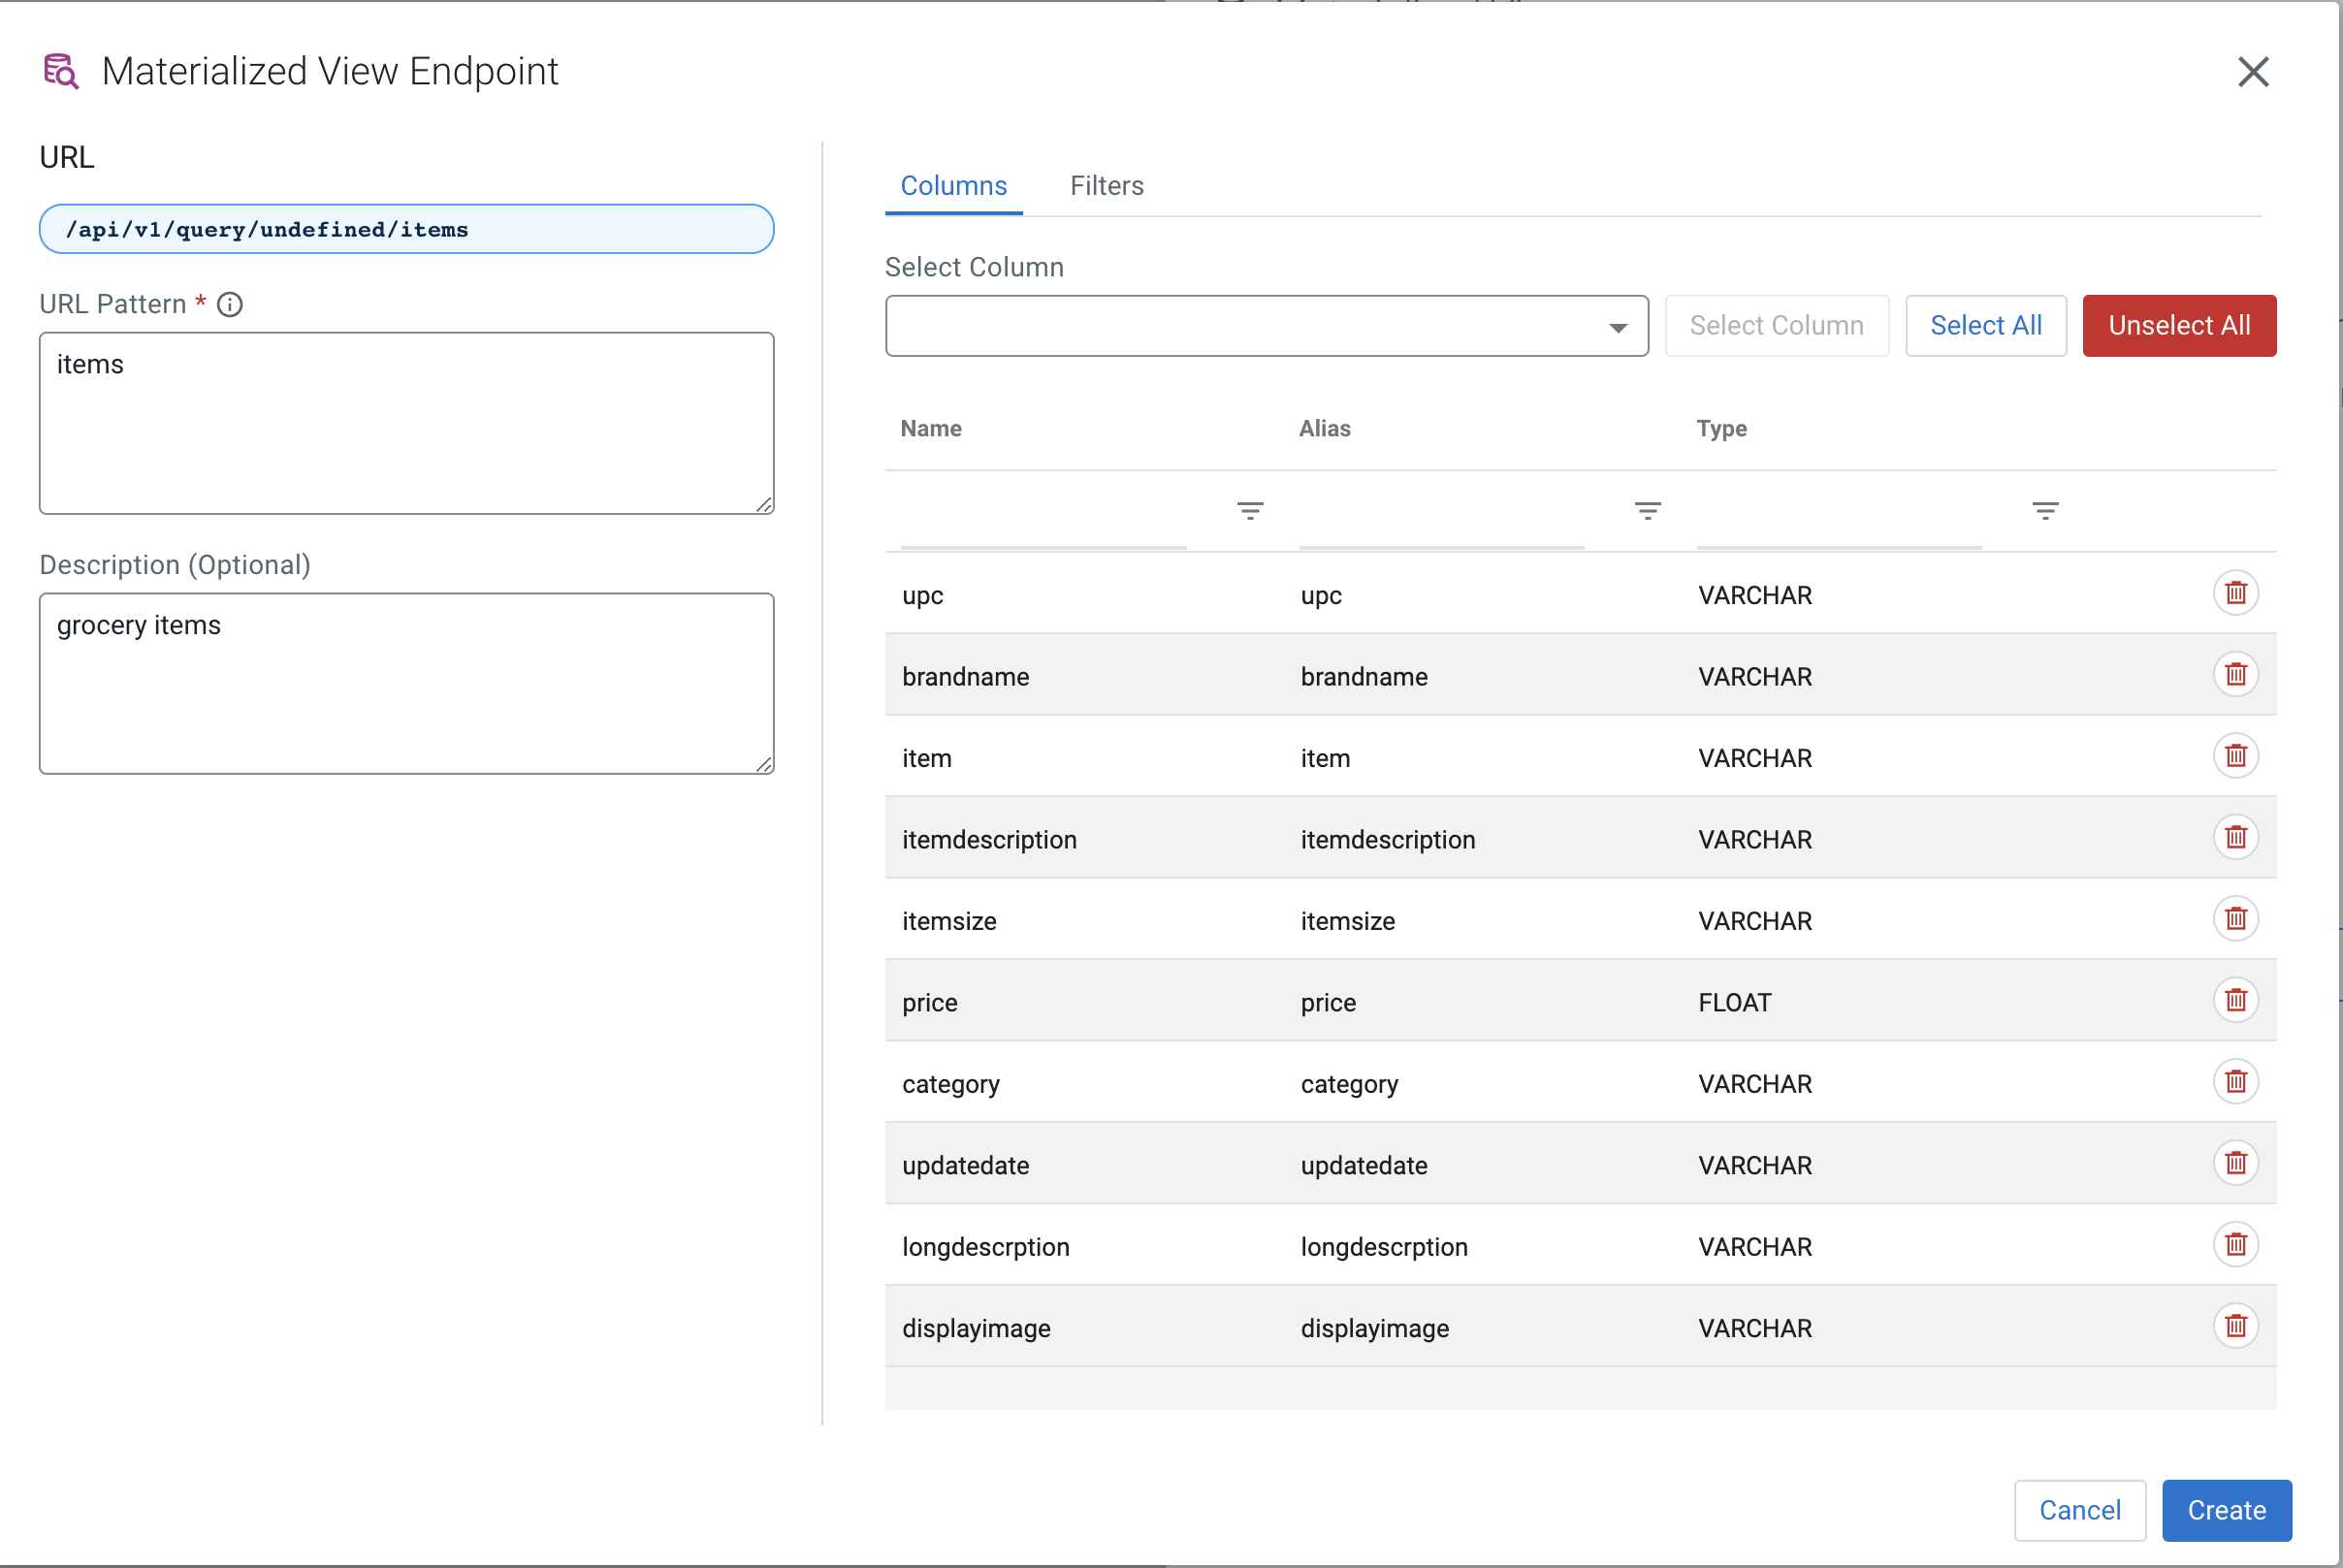 Materialized View Endpoint
URL
/api/v1/query/undefined/items
URL Pattern *
items
Description (Optional)
grocery items
Columns Filters
Select Column
Select Column Select All Unselect All
Name Alias Type
upc upc VARCHAR
brandname brandname VARCHAR
item item VARCHAR
itemdescription itemdescription VARCHAR
itemsize itemsize VARCHAR
price price FLOAT
category category VARCHAR
updatedate updatedate VARCHAR
longdescrption longdescrption VARCHAR
displayimage displayimage VARCHAR
Cancel Create